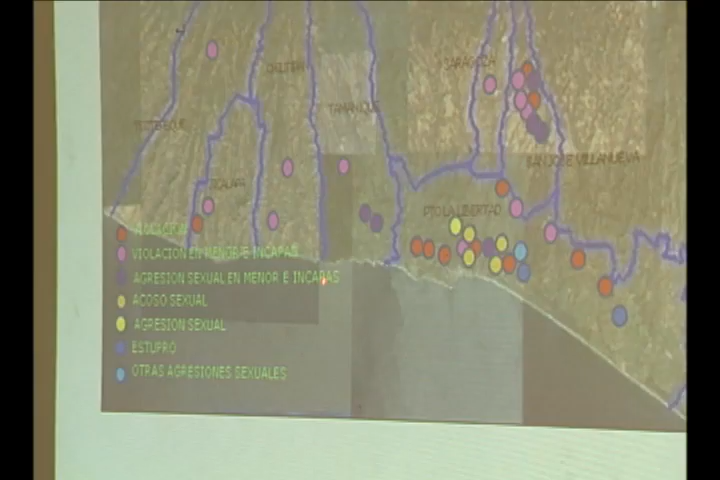 TAMANIQUE
ZARAGOZA
SAN JOSE VILLANUEVA
PTO LA LIBERTAD
VIOLACION EN MENOR E INCAPAS
AGRESION SEXUAL EN MENOR E INCAPAS
ACOSO SEXUAL
AGRESION SEXUAL
ESTUPRO
OTRAS AGRESIONES SEXUALES